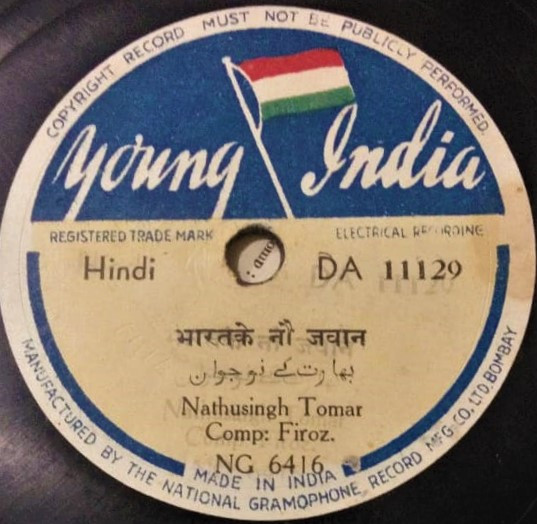 COPYRIGHT RECORD MUST NOT BE PUBLICLY PERFORMED.
Young India
REGISTERED TRADE MARK ELECTRICAL RECORDING
Hindi DA 11129
भारतके नौ जवान
بھارت کے نوجوان
Nathusingh Tomar
Comp: Firoz.
NG 6416
MADE IN INDIA
MANUFACTURED BY THE NATIONAL GRAMOPHONE RECORD MFG. CO. LTD. BOMBAY